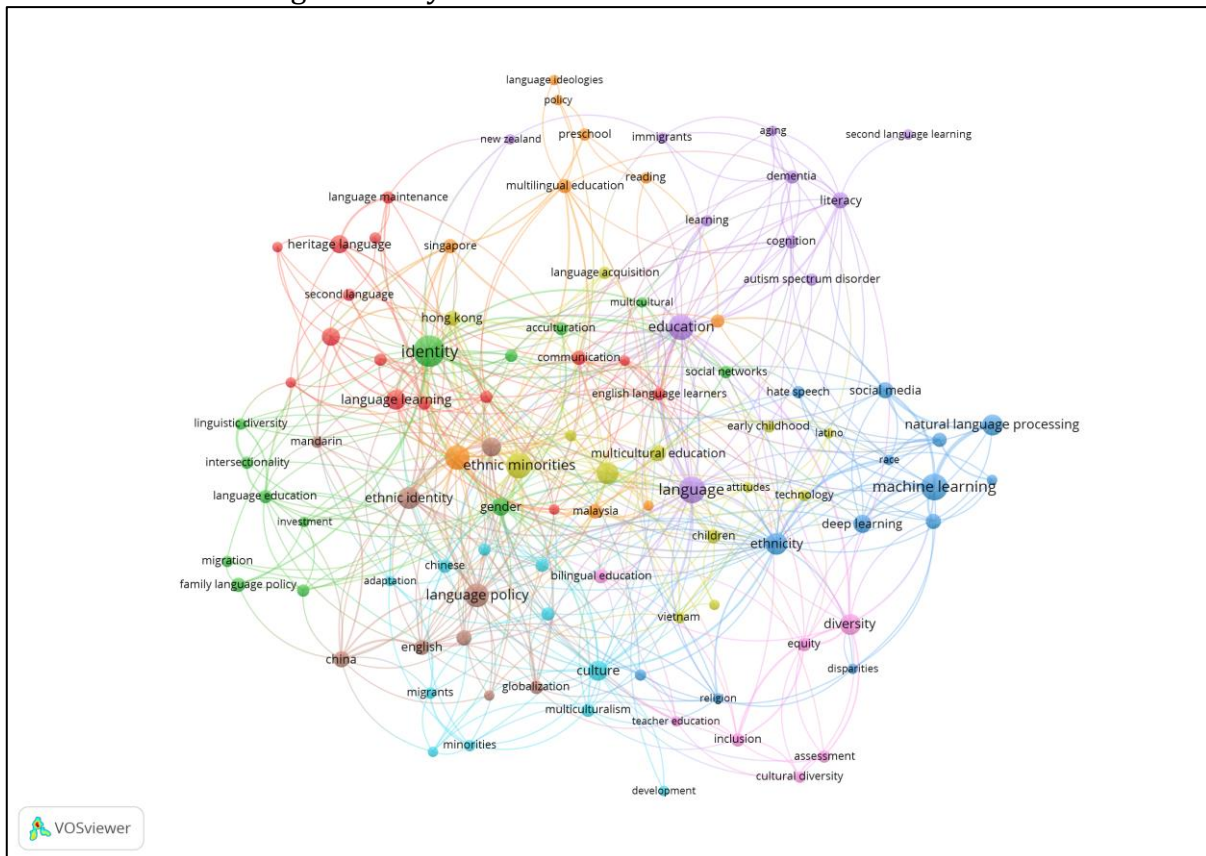 language ideologies
policy
preschool
new zealand
immigrants
aging
second language learning
multilingual education
reading
dementia
language maintenance
literacy
learning
heritage language
singapore
cognition
language acquisition
autism spectrum disorder
second language
multicultural
hong kong
acculturation
education
identity
communication
social networks
english language learners
hate speech
social media
language learning
linguistic diversity
early childhood
latino
natural language processing
mandarin
multicultural education
race
intersectionality
ethnic minorities
language
attitudes
technology
machine learning
language education
ethnic identity
gender
malaysia
investment
deep learning
children
ethnicity
migration
chinese
family language policy
adaptation
bilingual education
language policy
vietnam
diversity
china
english
equity
culture
disparities
migrants
globalization
religion
multiculturalism
teacher education
minorities
inclusion
assessment
cultural diversity
development
VOSviewer